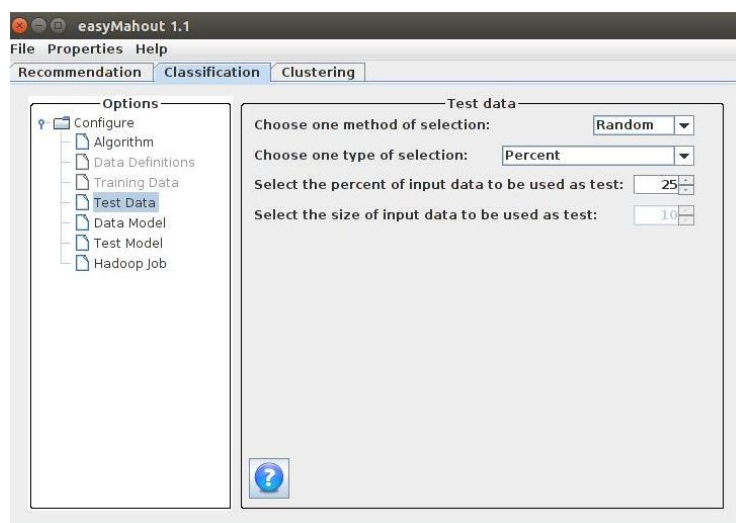 easyMahout 1.1
File Properties Help
Recommendation Classification Clustering
Options
Configure
Algorithm
Data Definitions
Training Data
Test Data
Data Model
Test Model
Hadoop Job
Test data
Choose one method of selection: Random
Choose one type of selection: Percent
Select the percent of input data to be used as test: 25
Select the size of input data to be used as test: 10
?